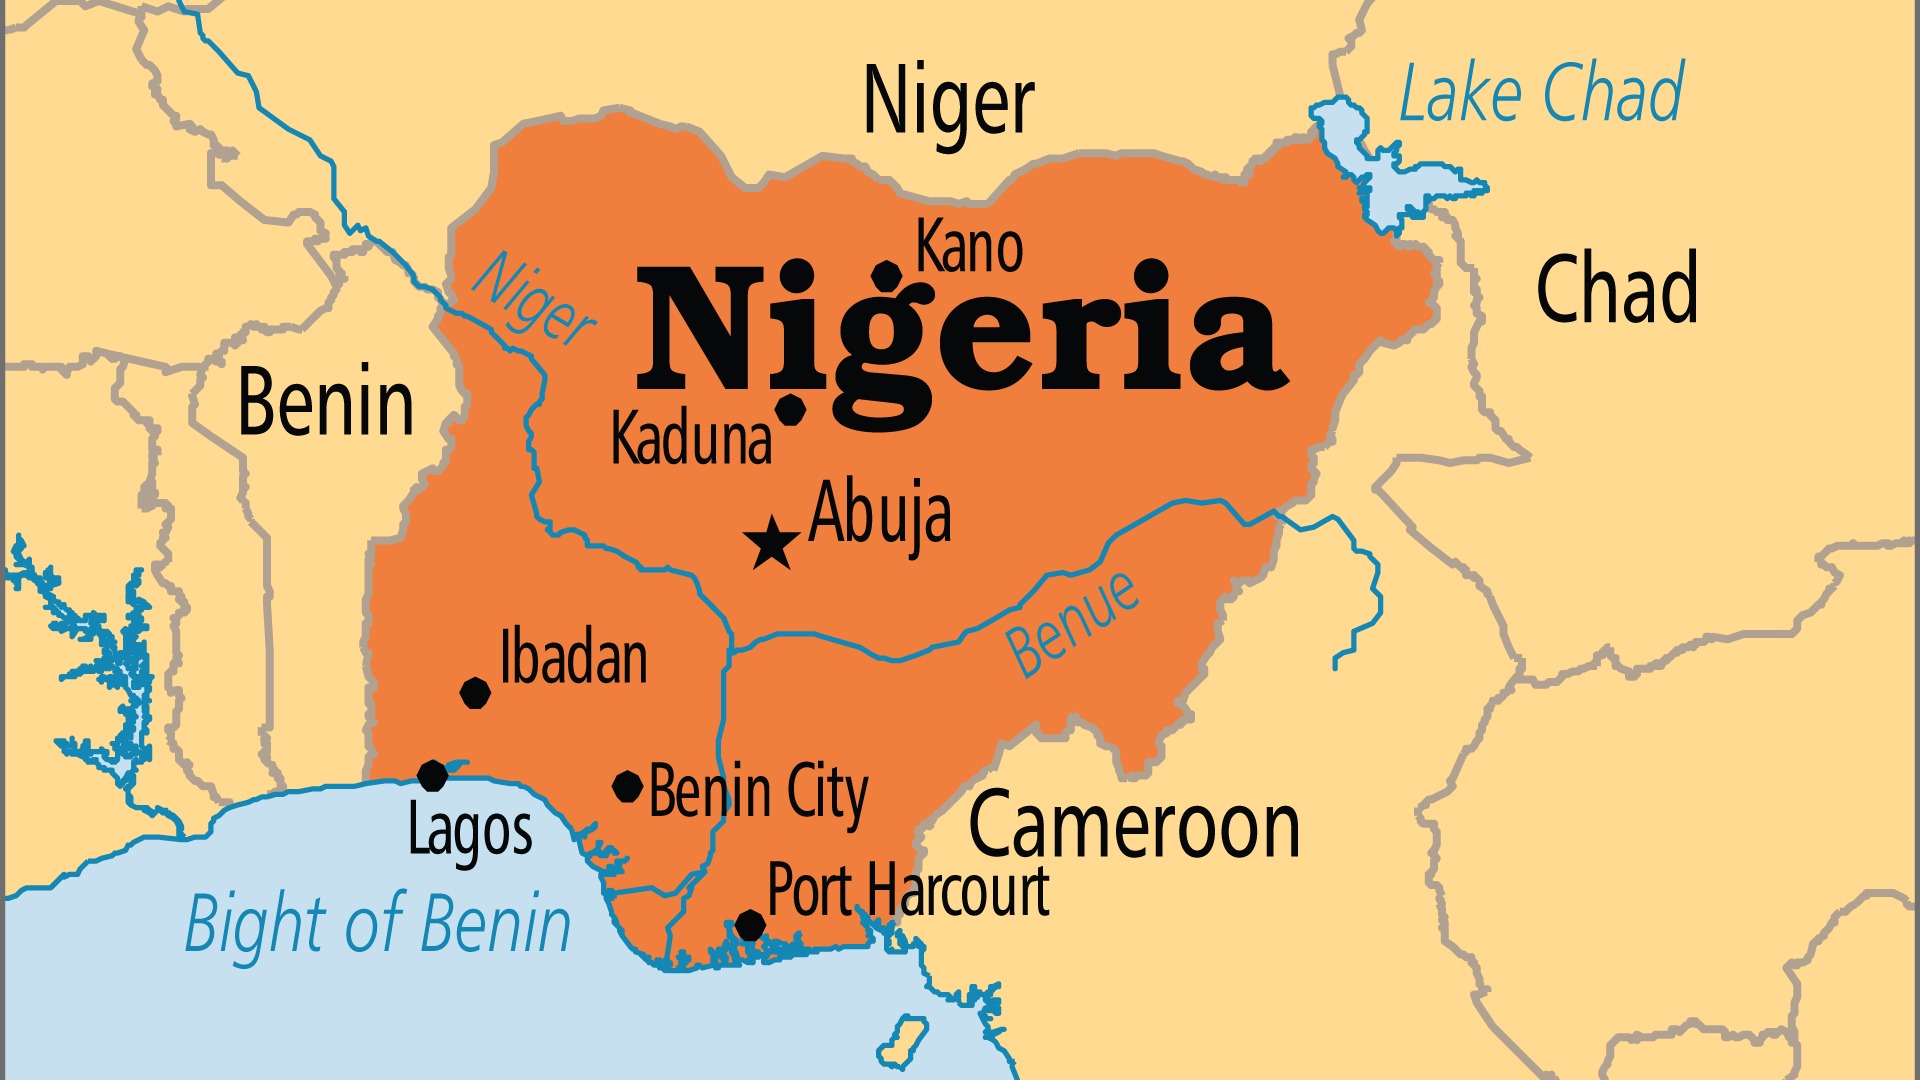 Niger
Lake Chad
Kano
Niger
Nigeria
Chad
Benin
Kaduna
Abuja
Benue
Ibadan
Benin City
Lagos
Cameroon
Port Harcourt
Bight of Benin